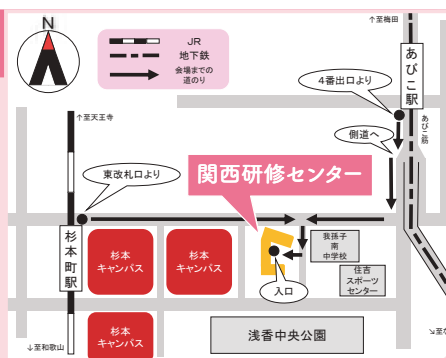 N
JR
地下鉄
会場までの
道のり
↑至梅田
あびこ駅
4番出口より
あびこ筋
側道へ
↑至天王寺
東改札口より
関西研修センター
杉本町駅
杉本
キャンパス
杉本
キャンパス
我孫子
南
中学校
住吉
スポーツ
センター
入口
杉本
キャンパス
浅香中央公園
↓至和歌山
↘至な